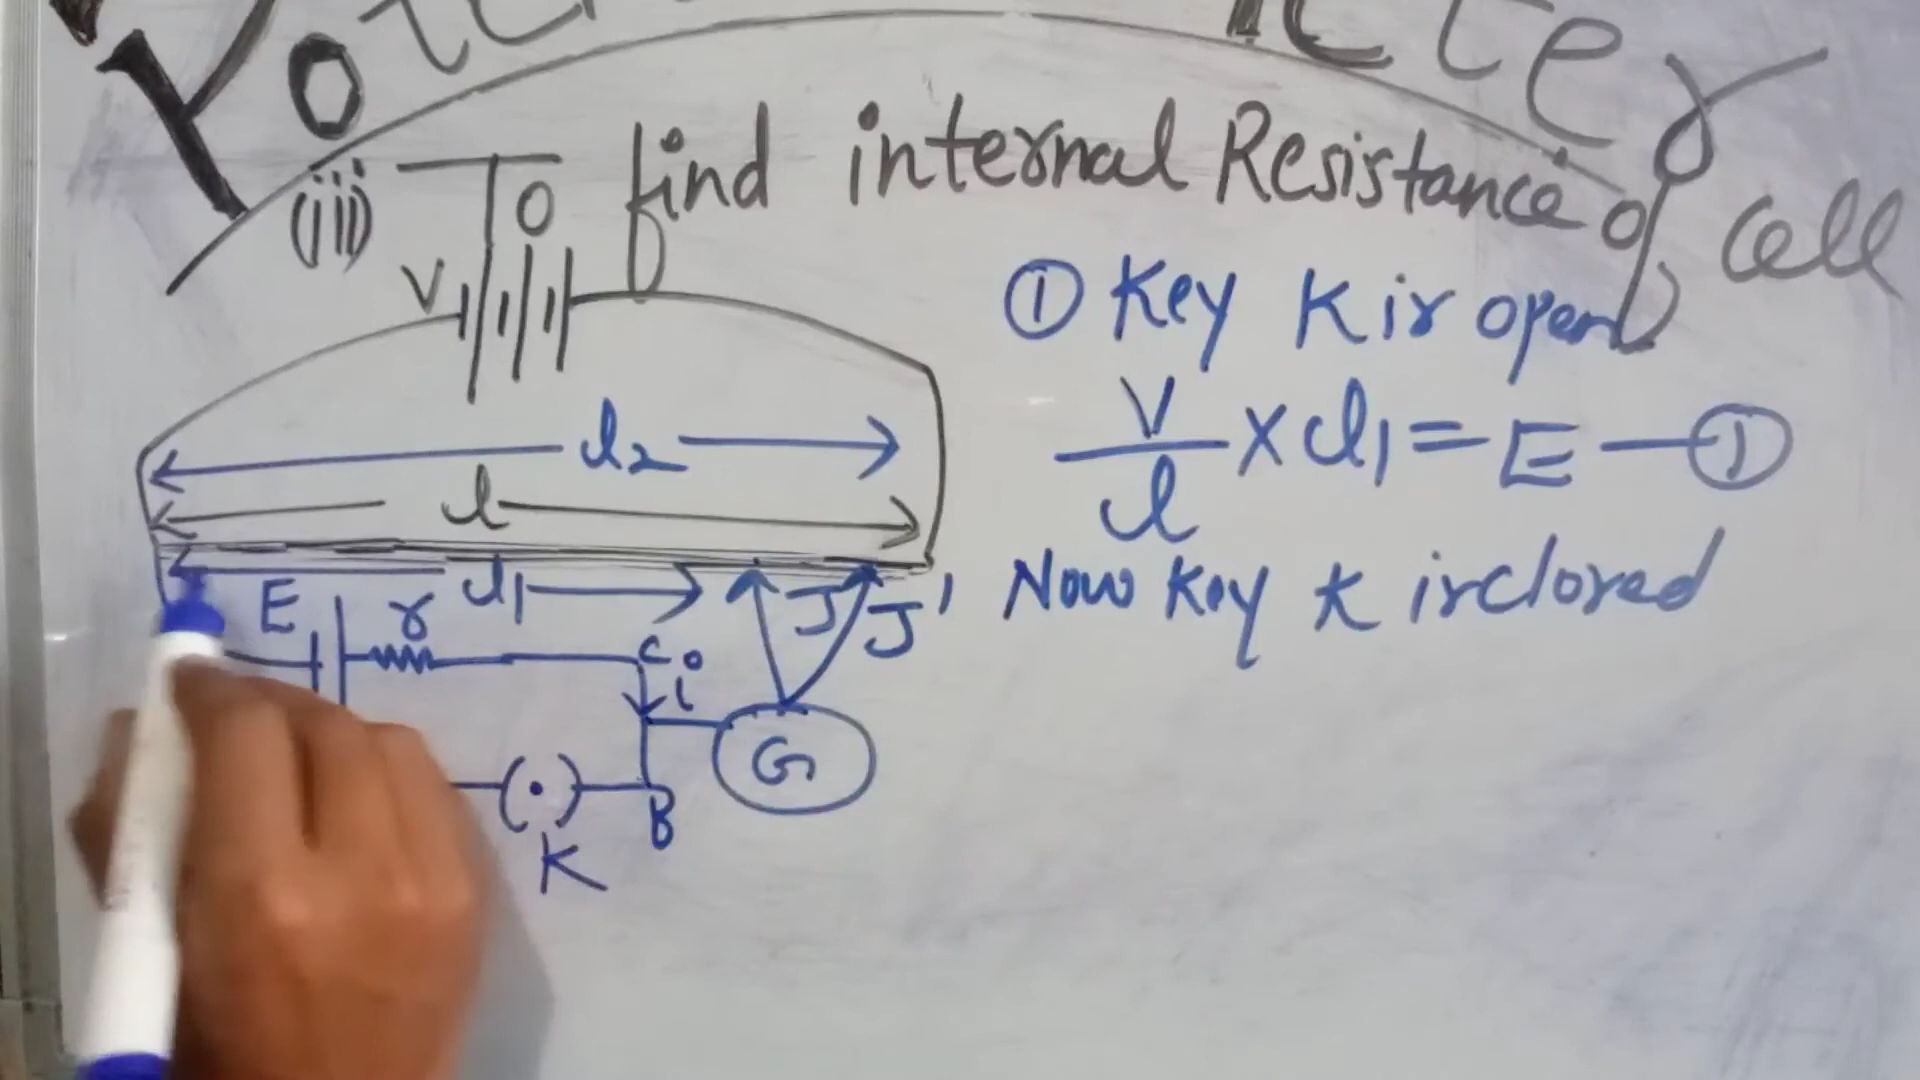 (iii) To find internal Resistance of cell
V
① Key K is open
V/l × l₁ = E — ①
l₂
l
Now Key K is closed
E r l₁ J J'
C i
G
B
K